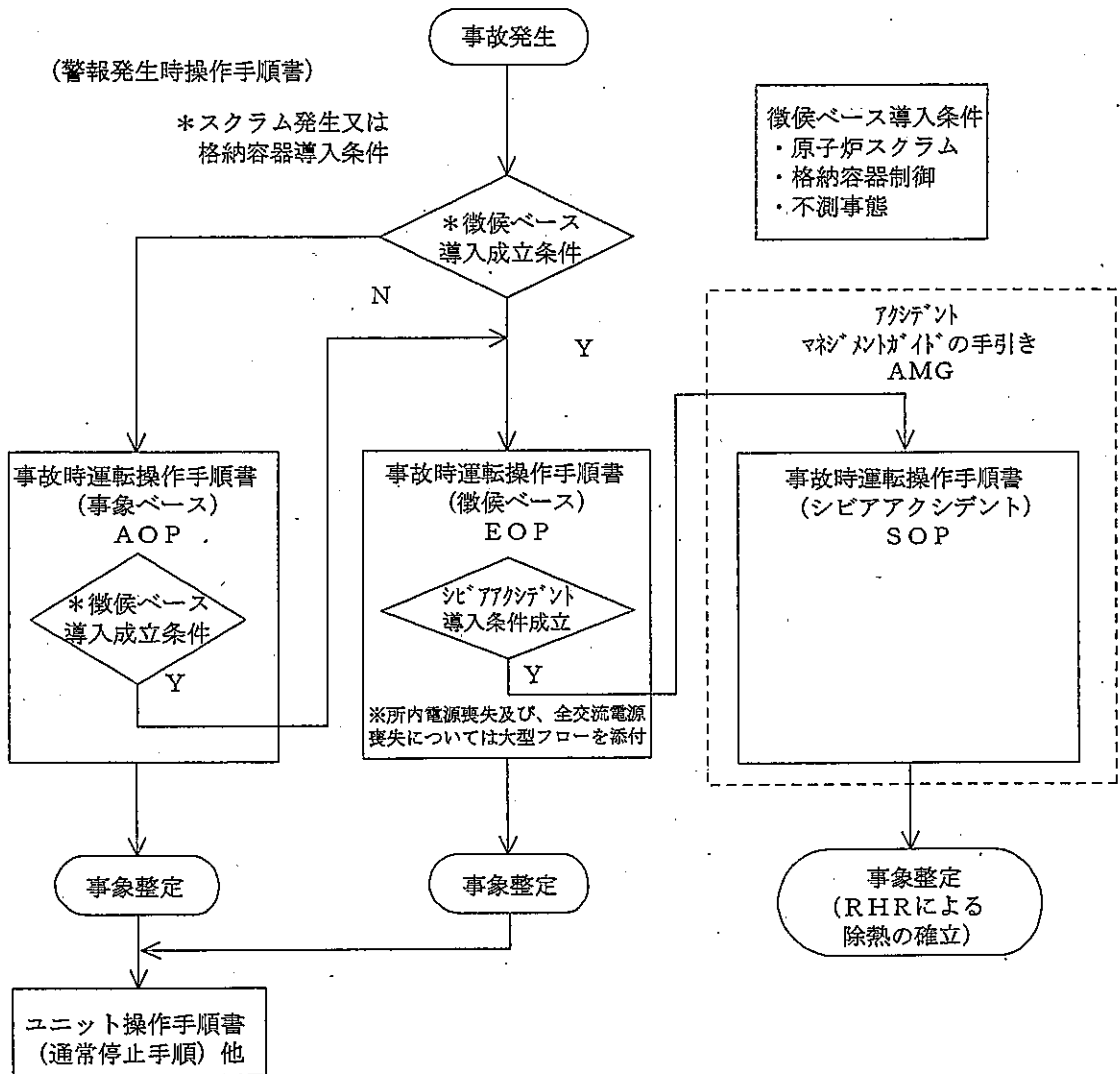 事故発生
(警報発生時操作手順書)
*スクラム発生又は
格納容器導入条件
徴候ベース導入条件
・原子炉スクラム
・格納容器制御
・不測事態
*徴候ベース
導入成立条件
N
Y
アクシデント
マネジメントガイドの手引き
AMG
事故時運転操作手順書
(事象ベース)
AOP
*徴候ベース
導入成立条件
Y
事故時運転操作手順書
(徴候ベース)
EOP
シビアアクシデント
導入条件成立
Y
※所内電源喪失及び、全交流電源
喪失については大型フローを添付
事故時運転操作手順書
(シビアアクシデント)
SOP
事象整定
事象整定
事象整定
(RHRによる
除熱の確立)
ユニット操作手順書
(通常停止手順)他